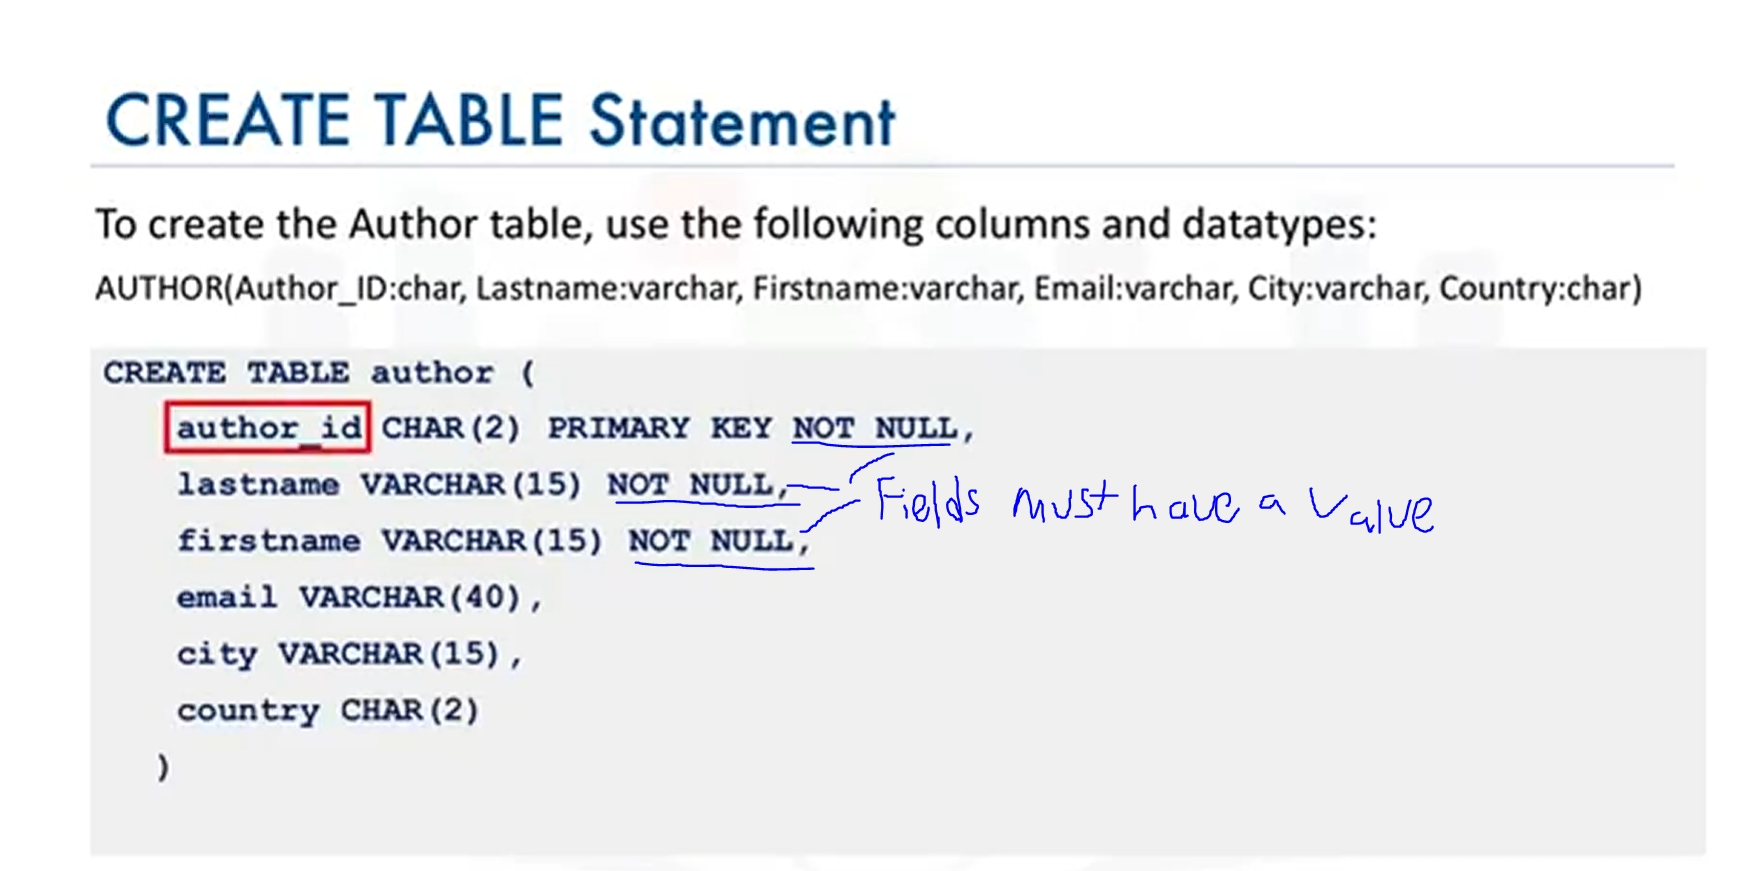 CREATE TABLE Statement
To create the Author table, use the following columns and datatypes:
AUTHOR(Author_ID:char, Lastname:varchar, Firstname:varchar, Email:varchar, City:varchar, Country:char)
CREATE TABLE author (
author_id CHAR(2) PRIMARY KEY NOT NULL,
lastname VARCHAR(15) NOT NULL,
Fields must have a value
firstname VARCHAR(15) NOT NULL,
email VARCHAR(40),
city VARCHAR(15),
country CHAR(2)
)